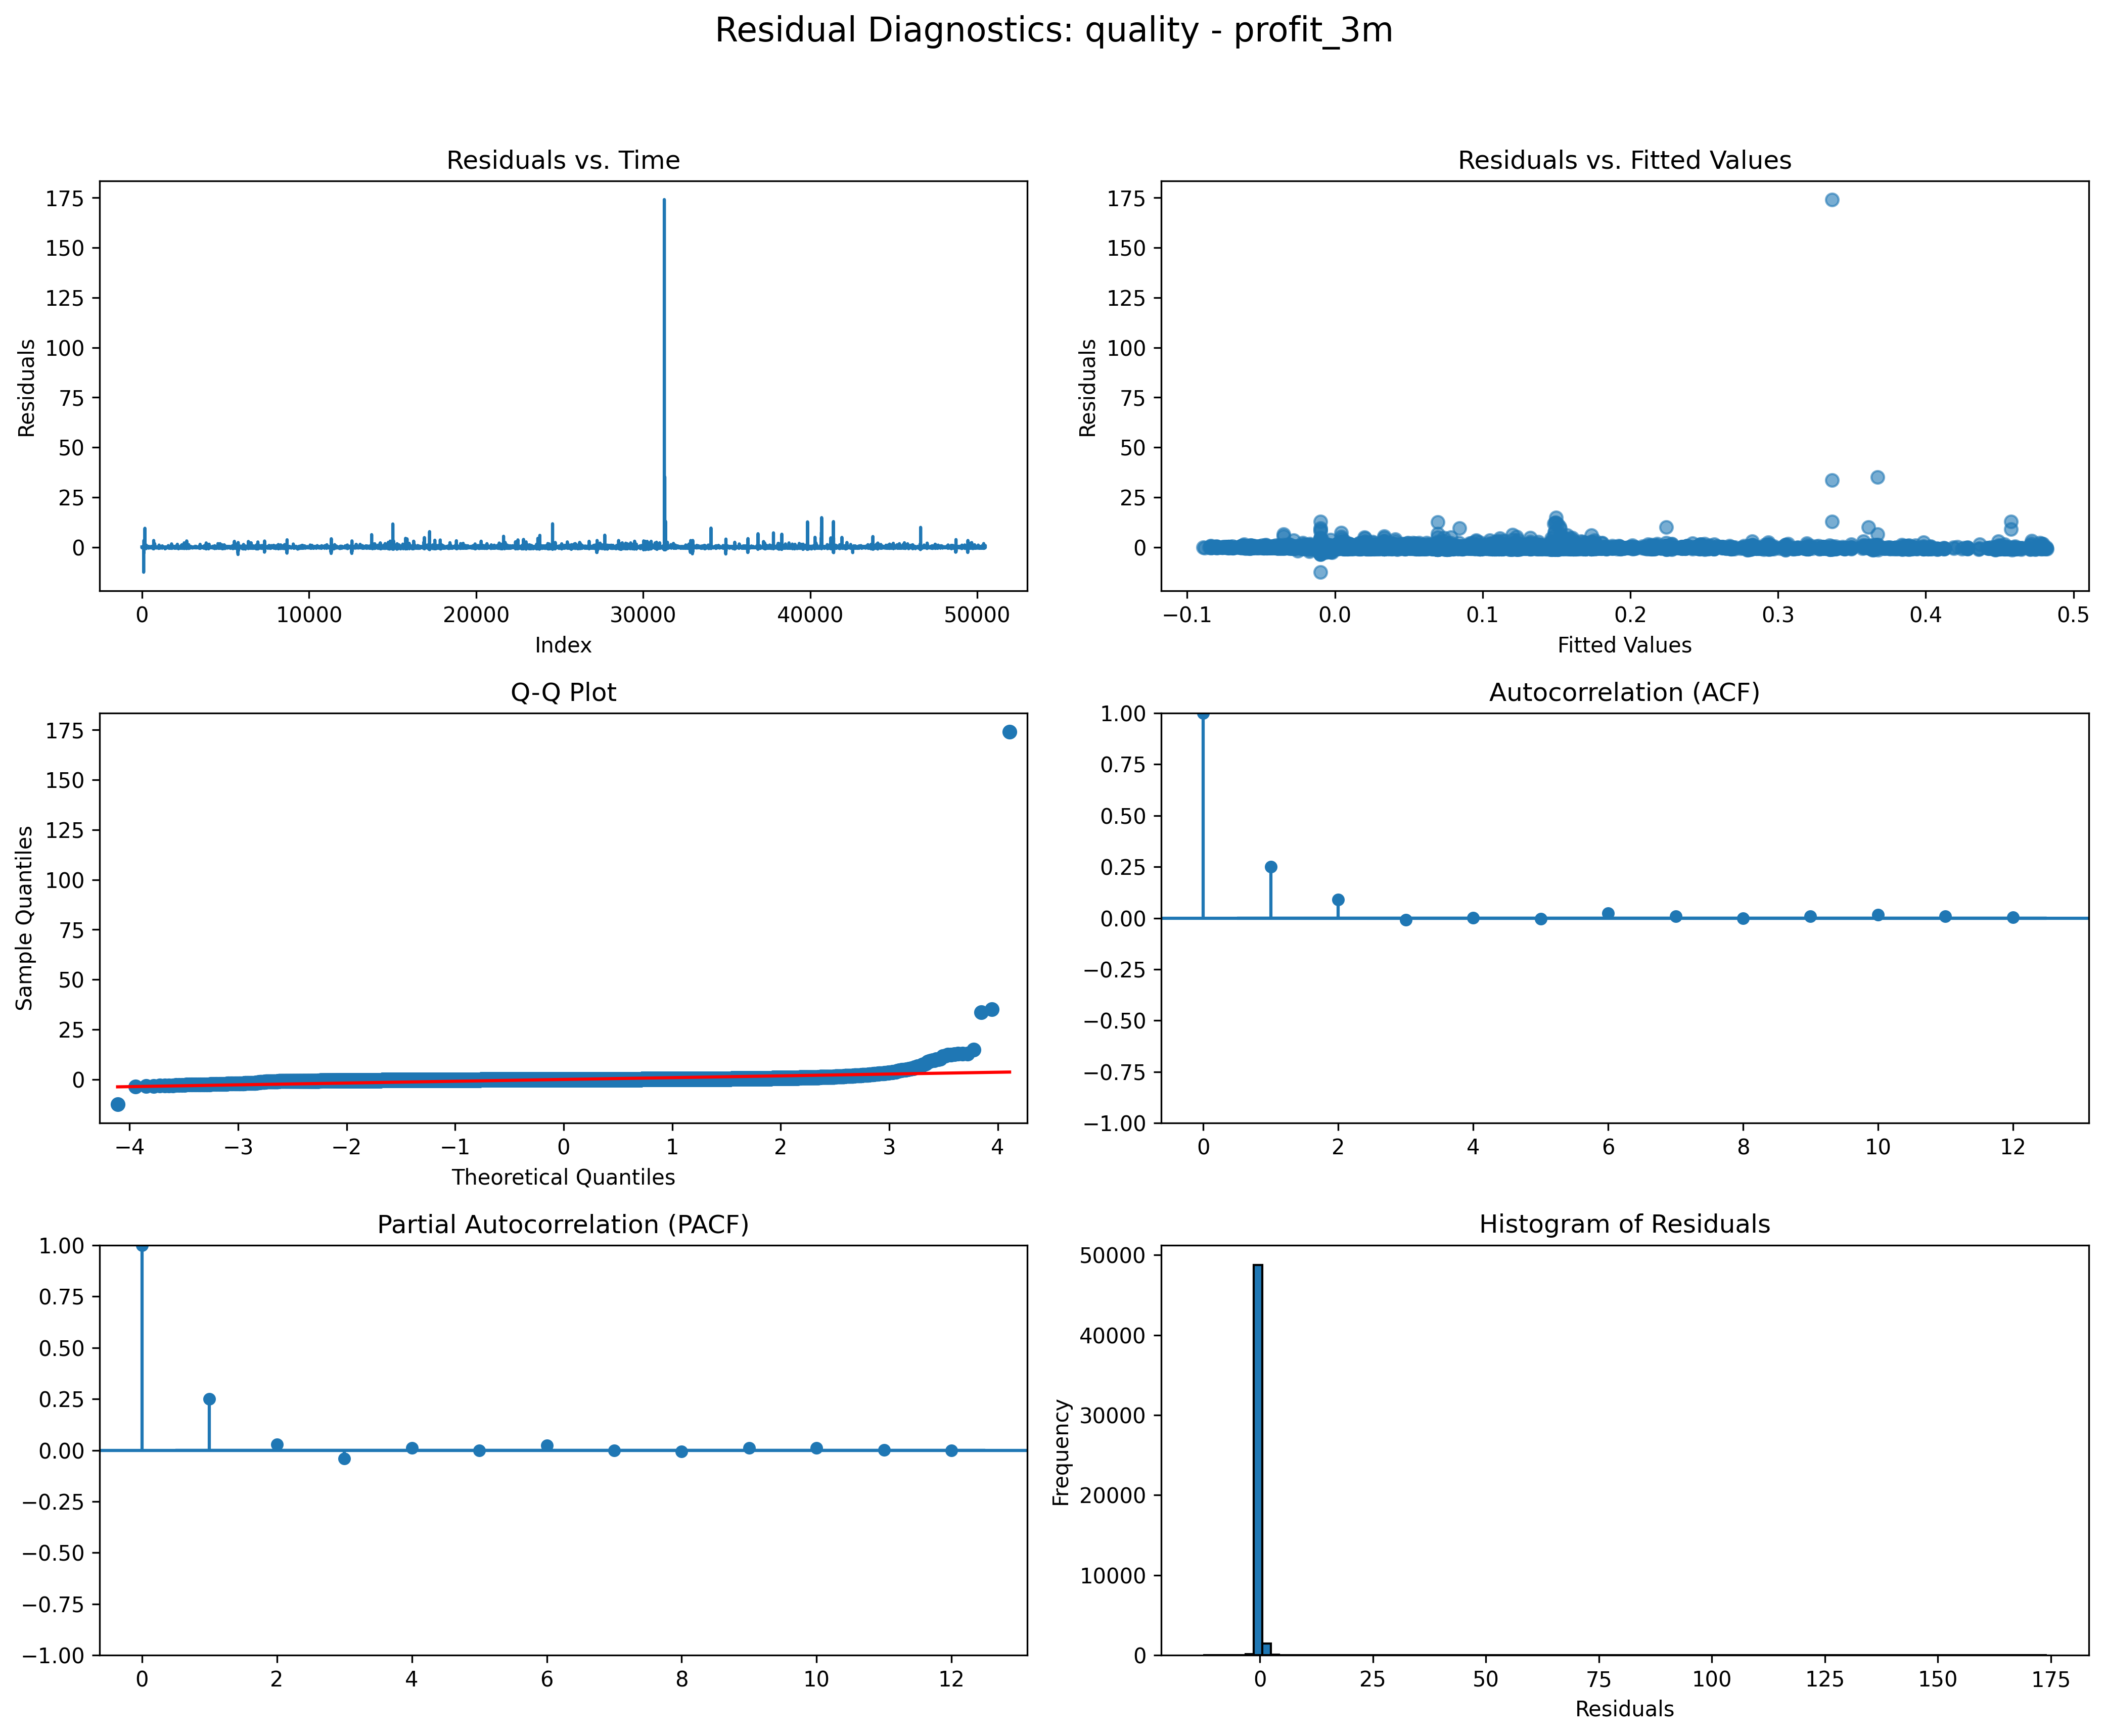 Residual Diagnostics: quality - profit_3m
Residuals vs. Time
175
150
125
100
75
50
25
0
Residuals
0 10000 20000 30000 40000 50000
Index
Residuals vs. Fitted Values
175
150
125
100
75
50
25
0
Residuals
−0.1 0.0 0.1 0.2 0.3 0.4 0.5
Fitted Values
Q-Q Plot
175
150
125
100
75
50
25
0
Sample Quantiles
−4 −3 −2 −1 0 1 2 3 4
Theoretical Quantiles
Autocorrelation (ACF)
1.00
0.75
0.50
0.25
0.00
−0.25
−0.50
−0.75
−1.00
0 2 4 6 8 10 12
Partial Autocorrelation (PACF)
1.00
0.75
0.50
0.25
0.00
−0.25
−0.50
−0.75
−1.00
0 2 4 6 8 10 12
Histogram of Residuals
50000
40000
30000
20000
10000
0
Frequency
0 25 50 75 100 125 150 175
Residuals